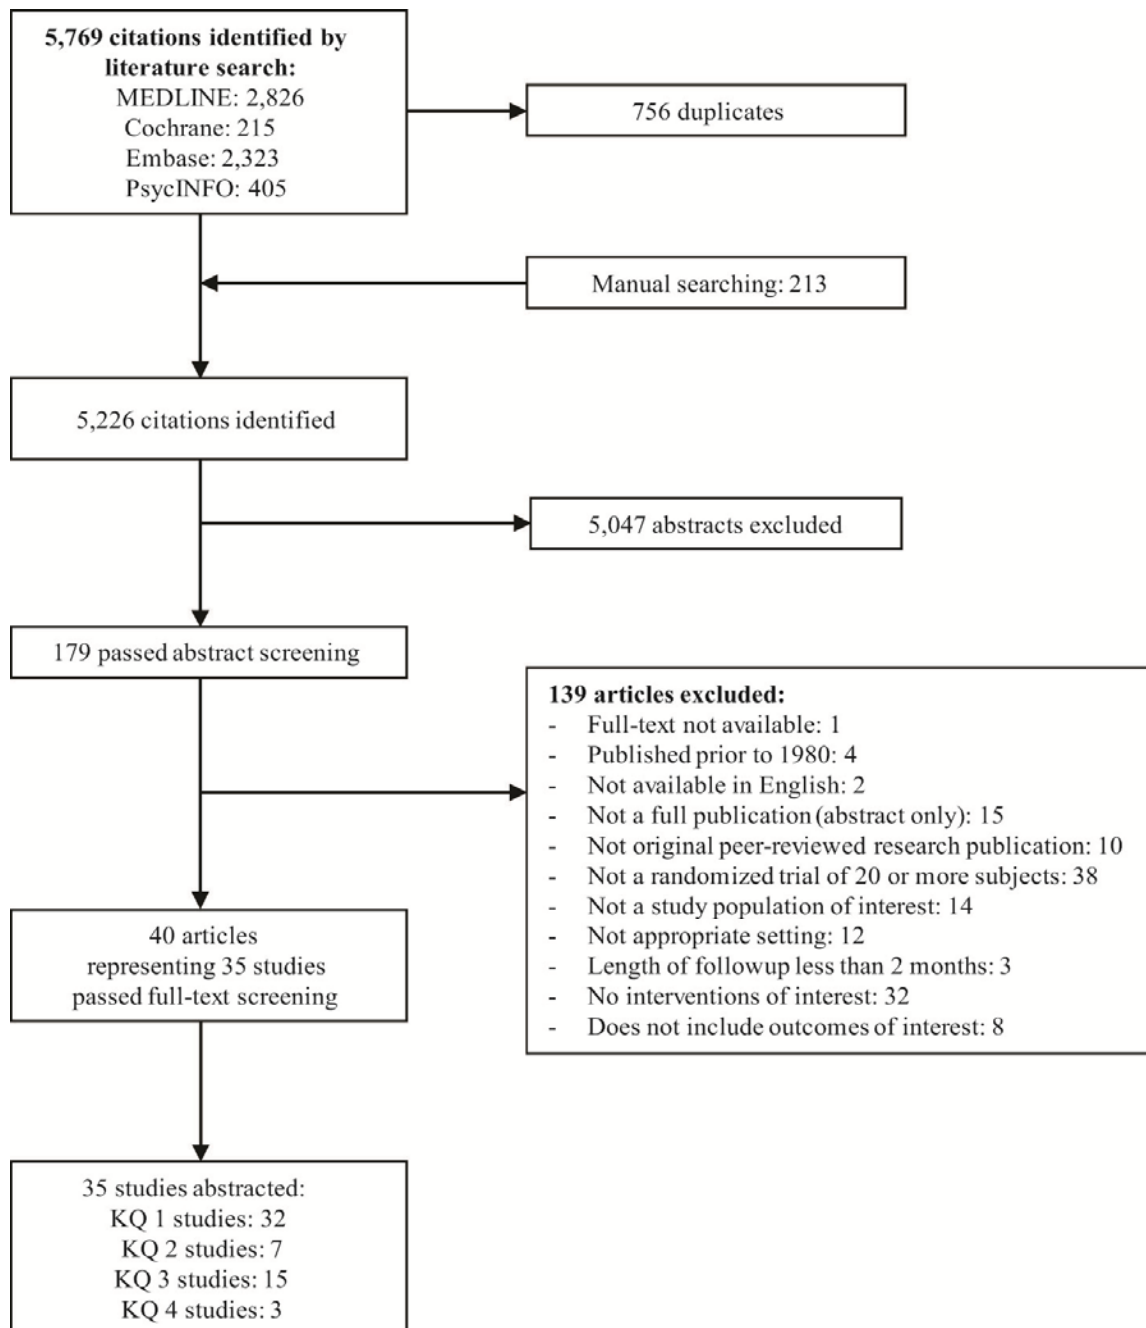 5,769 citations identified by
literature search:
MEDLINE: 2,826
Cochrane: 215
Embase: 2,323
PsycINFO: 405
756 duplicates
Manual searching: 213
5,226 citations identified
5,047 abstracts excluded
179 passed abstract screening
139 articles excluded:
- Full-text not available: 1
- Published prior to 1980: 4
- Not available in English: 2
- Not a full publication (abstract only): 15
- Not original peer-reviewed research publication: 10
- Not a randomized trial of 20 or more subjects: 38
- Not a study population of interest: 14
- Not appropriate setting: 12
- Length of followup less than 2 months: 3
- No interventions of interest: 32
- Does not include outcomes of interest: 8
40 articles
representing 35 studies
passed full-text screening
35 studies abstracted:
KQ 1 studies: 32
KQ 2 studies: 7
KQ 3 studies: 15
KQ 4 studies: 3